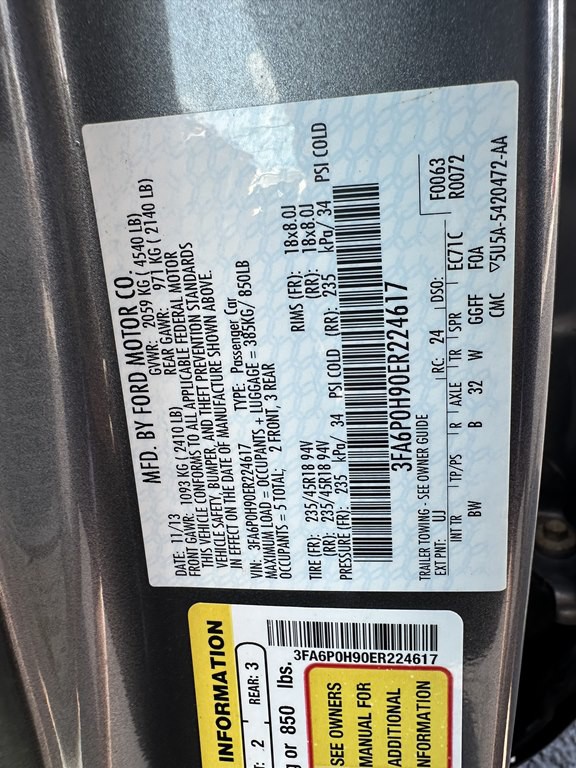 MFD. BY FORD MOTOR CO.
DATE: 11/13 GVWR: 2059 KG ( 4540 LB)
FRONT GAWR: 1093 KG ( 2410 LB) REAR GAWR: 971 KG ( 2140 LB)
THIS VEHICLE CONFORMS TO ALL APPLICABLE FEDERAL MOTOR
VEHICLE SAFETY, BUMPER, AND THEFT PREVENTION STANDARDS
IN EFFECT ON THE DATE OF MANUFACTURE SHOWN ABOVE.
VIN: 3FA6P0H90ER224617 TYPE: Passenger Car
MAXIMUM LOAD = OCCUPANTS + LUGGAGE = 385KG/ 850LB
OCCUPANTS = 5 TOTAL; 2 FRONT, 3 REAR
TIRE (FR): 235/45R18 94V RIMS (FR): 18x8.0J
(RR): 235/45R18 94V (RR): 18x8.0J
PRESSURE (FR): 235 kPa/ 34 PSI COLD (RR): 235 kPa/ 34 PSI COLD
3FA6P0H90ER224617
TRAILER TOWING - SEE OWNER GUIDE F0063
EXT PNT: UJ RC: 24 DSO: R0072
INT TR TP/PS R AXLE TR SPR EC71C
BW B 32 W GGFF F0A
CMC ▽5U5A-5420472-AA
INFORMATION
: 2 REAR: 3
g or 850 lbs.
3FA6P0H90ER224617
SEE OWNERS
MANUAL FOR
ADDITIONAL
INFORMATION